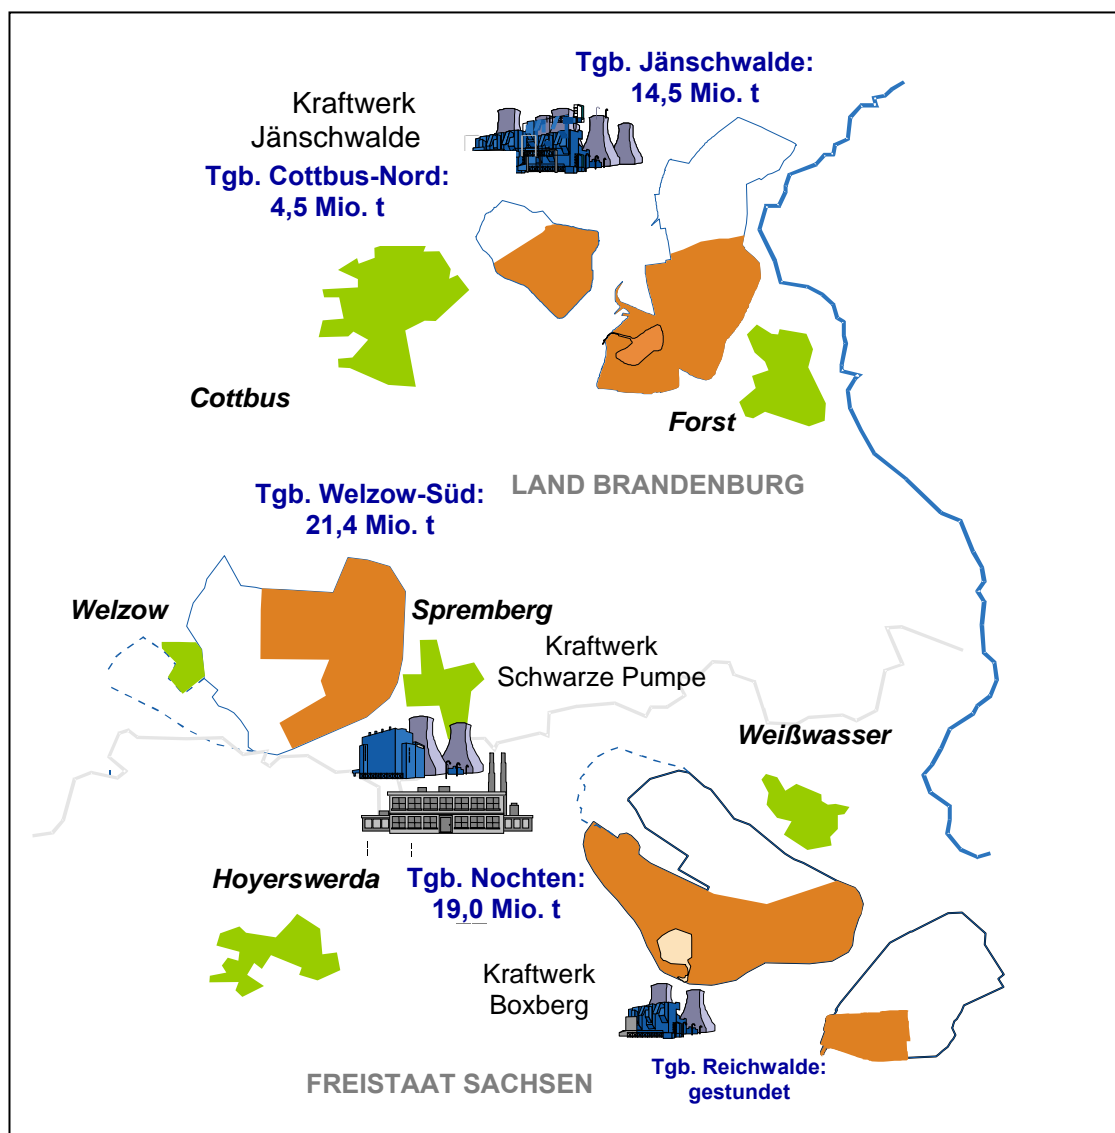 Tgb. Jänschwalde:
14,5 Mio. t
Kraftwerk
Jänschwalde
Tgb. Cottbus-Nord:
4,5 Mio. t
Cottbus
Forst
LAND BRANDENBURG
Tgb. Welzow-Süd:
21,4 Mio. t
Welzow
Spremberg
Kraftwerk
Schwarze Pumpe
Weißwasser
Hoyerswerda
Tgb. Nochten:
19,0 Mio. t
Kraftwerk
Boxberg
Tgb. Reichwalde:
gestundet
FREISTAAT SACHSEN